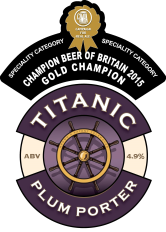 SPECIALITY CATEGORY
SPECIALITY CATEGORY
CHAMPION BEER OF BRITAIN 2015
GOLD CHAMPION
TITANIC
ABV
4.9%
PLUM PORTER